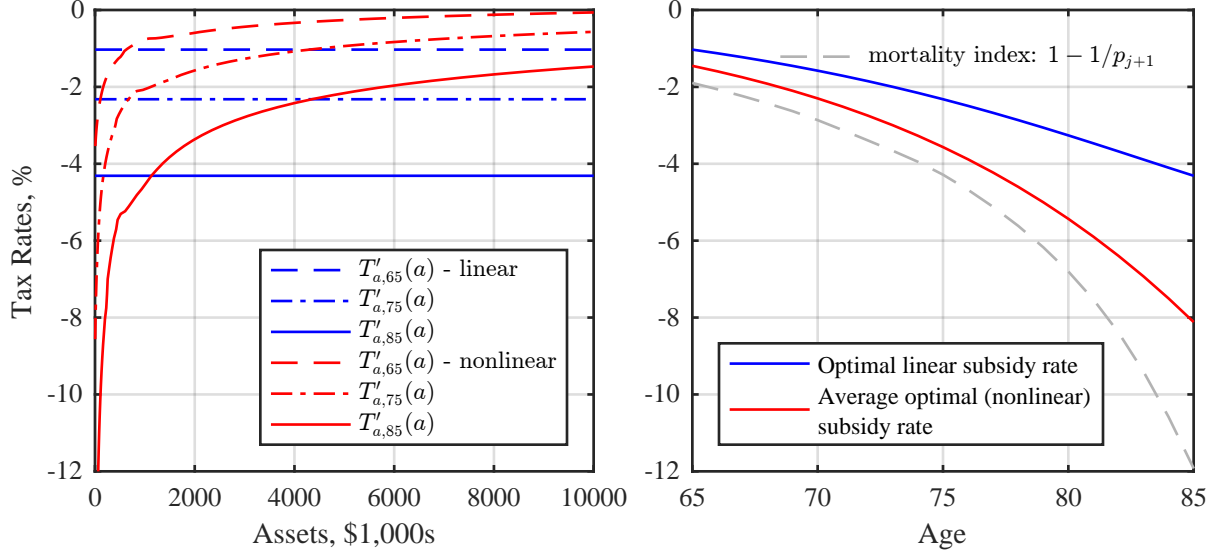 Tax Rates, %
0
-2
-4
-6
-8
-10
-12
0
2000
4000
6000
8000
10000
Assets, $1,000s
T′a,65(a) - linear
T′a,75(a)
T′a,85(a)
T′a,65(a) - nonlinear
T′a,75(a)
T′a,85(a)
0
-2
-4
-6
-8
-10
-12
65
70
75
80
85
Age
mortality index: 1 − 1/pj+1
Optimal linear subsidy rate
Average optimal (nonlinear)
subsidy rate